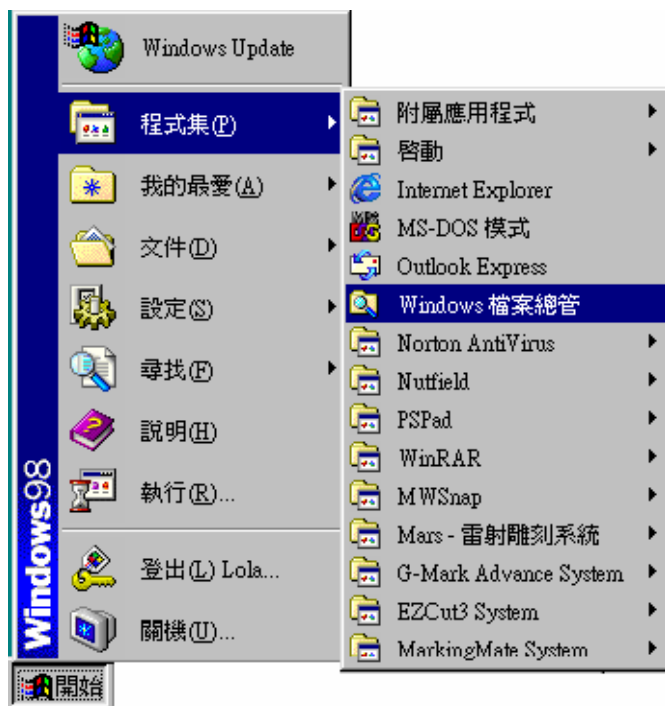 Windows Update
程式集(P)
我的最愛(A)
文件(D)
設定(S)
尋找(F)
說明(H)
執行(R)...
登出(L) Lola...
關機(U)...
Windows98
開始
附屬應用程式
啓動
Internet Explorer
MS-DOS 模式
Outlook Express
Windows 檔案總管
Norton AntiVirus
Nutfield
PSPad
WinRAR
MWSnap
Mars - 雷射雕刻系統
G-Mark Advance System
EZCut3 System
MarkingMate System